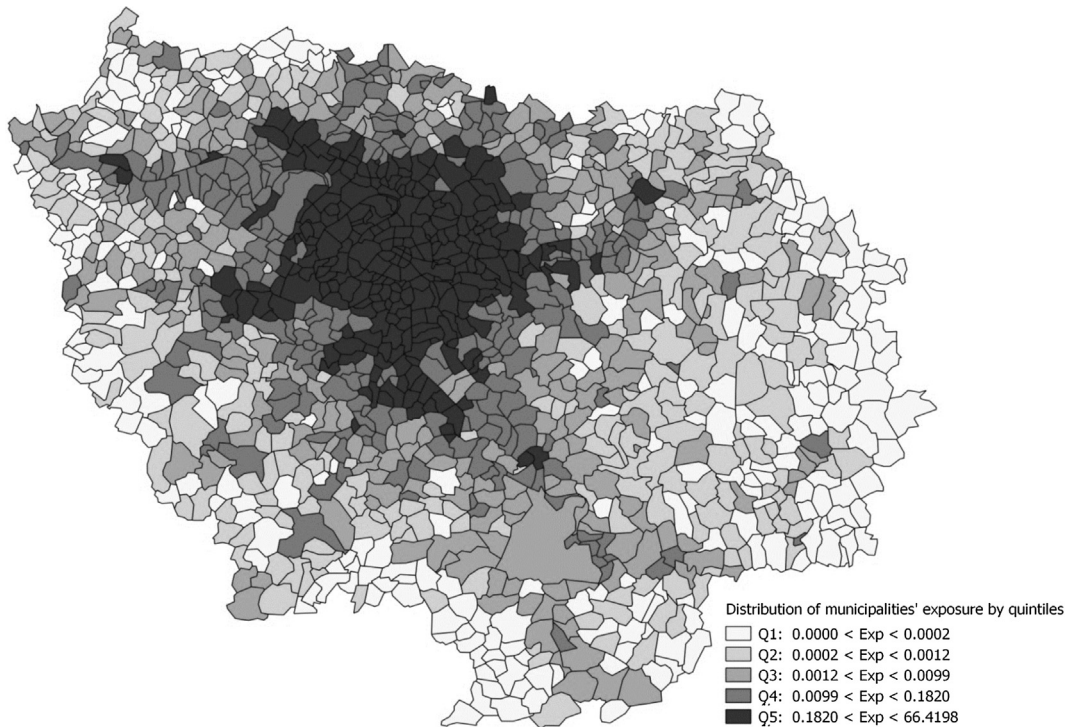 Distribution of municipalities' exposure by quintiles
Q1: 0.0000 < Exp < 0.0002
Q2: 0.0002 < Exp < 0.0012
Q3: 0.0012 < Exp < 0.0099
Q4: 0.0099 < Exp < 0.1820
Q5: 0.1820 < Exp < 66.4198